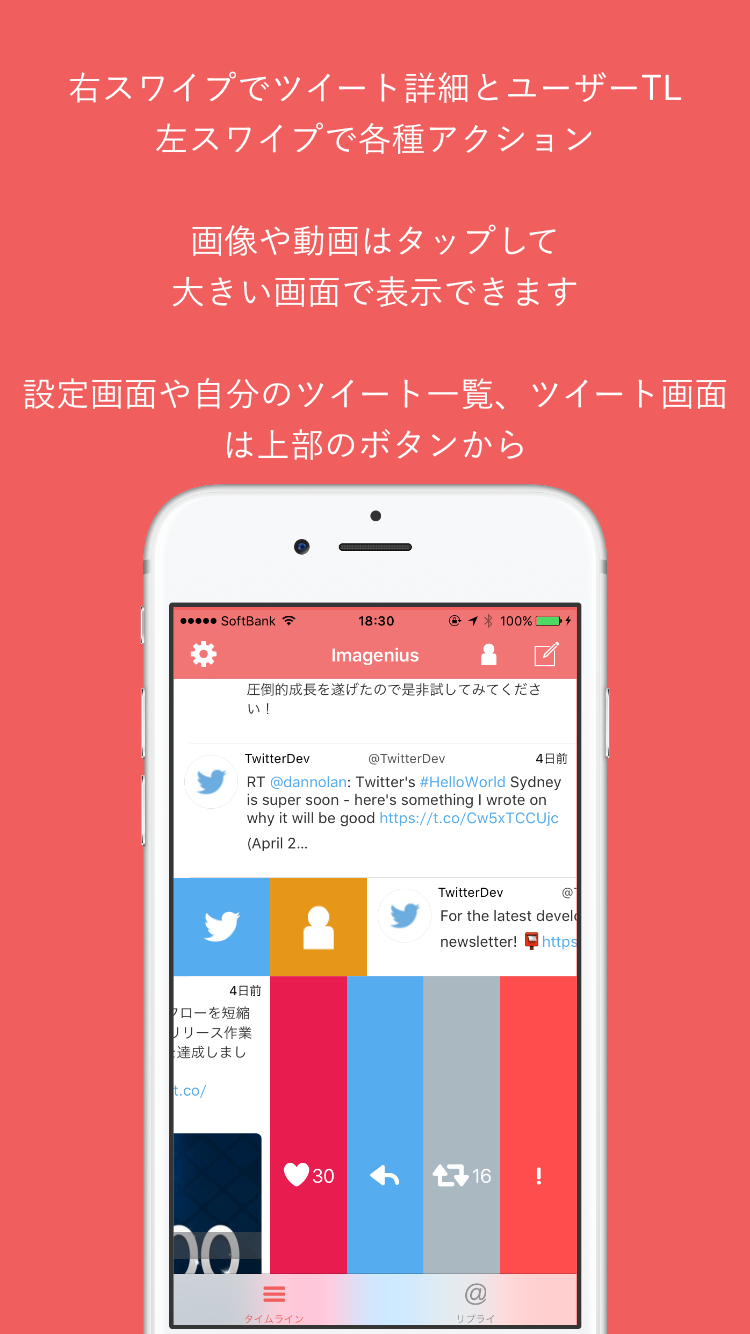 右スワイプでツイート詳細とユーザーTL
左スワイプで各種アクション
画像や動画はタップして
大きい画面で表示できます
設定画面や自分のツイート一覧、ツイート画面
は上部のボタンから
SoftBank 18:30 100%
Imagenius
圧倒的成長を遂げたので是非試してみてくださ
い！
TwitterDev @TwitterDev 4日前
RT @dannolan: Twitter's #HelloWorld Sydney
is super soon - here's something I wrote on
why it will be good https://t.co/Cw5xTCCUjc
(April 2...
TwitterDev @T
For the latest develo
newsletter! https
4日前
フローを短縮
リリース作業
を達成しまし
t.co/
30 16 !
タイムライン @
リプライ